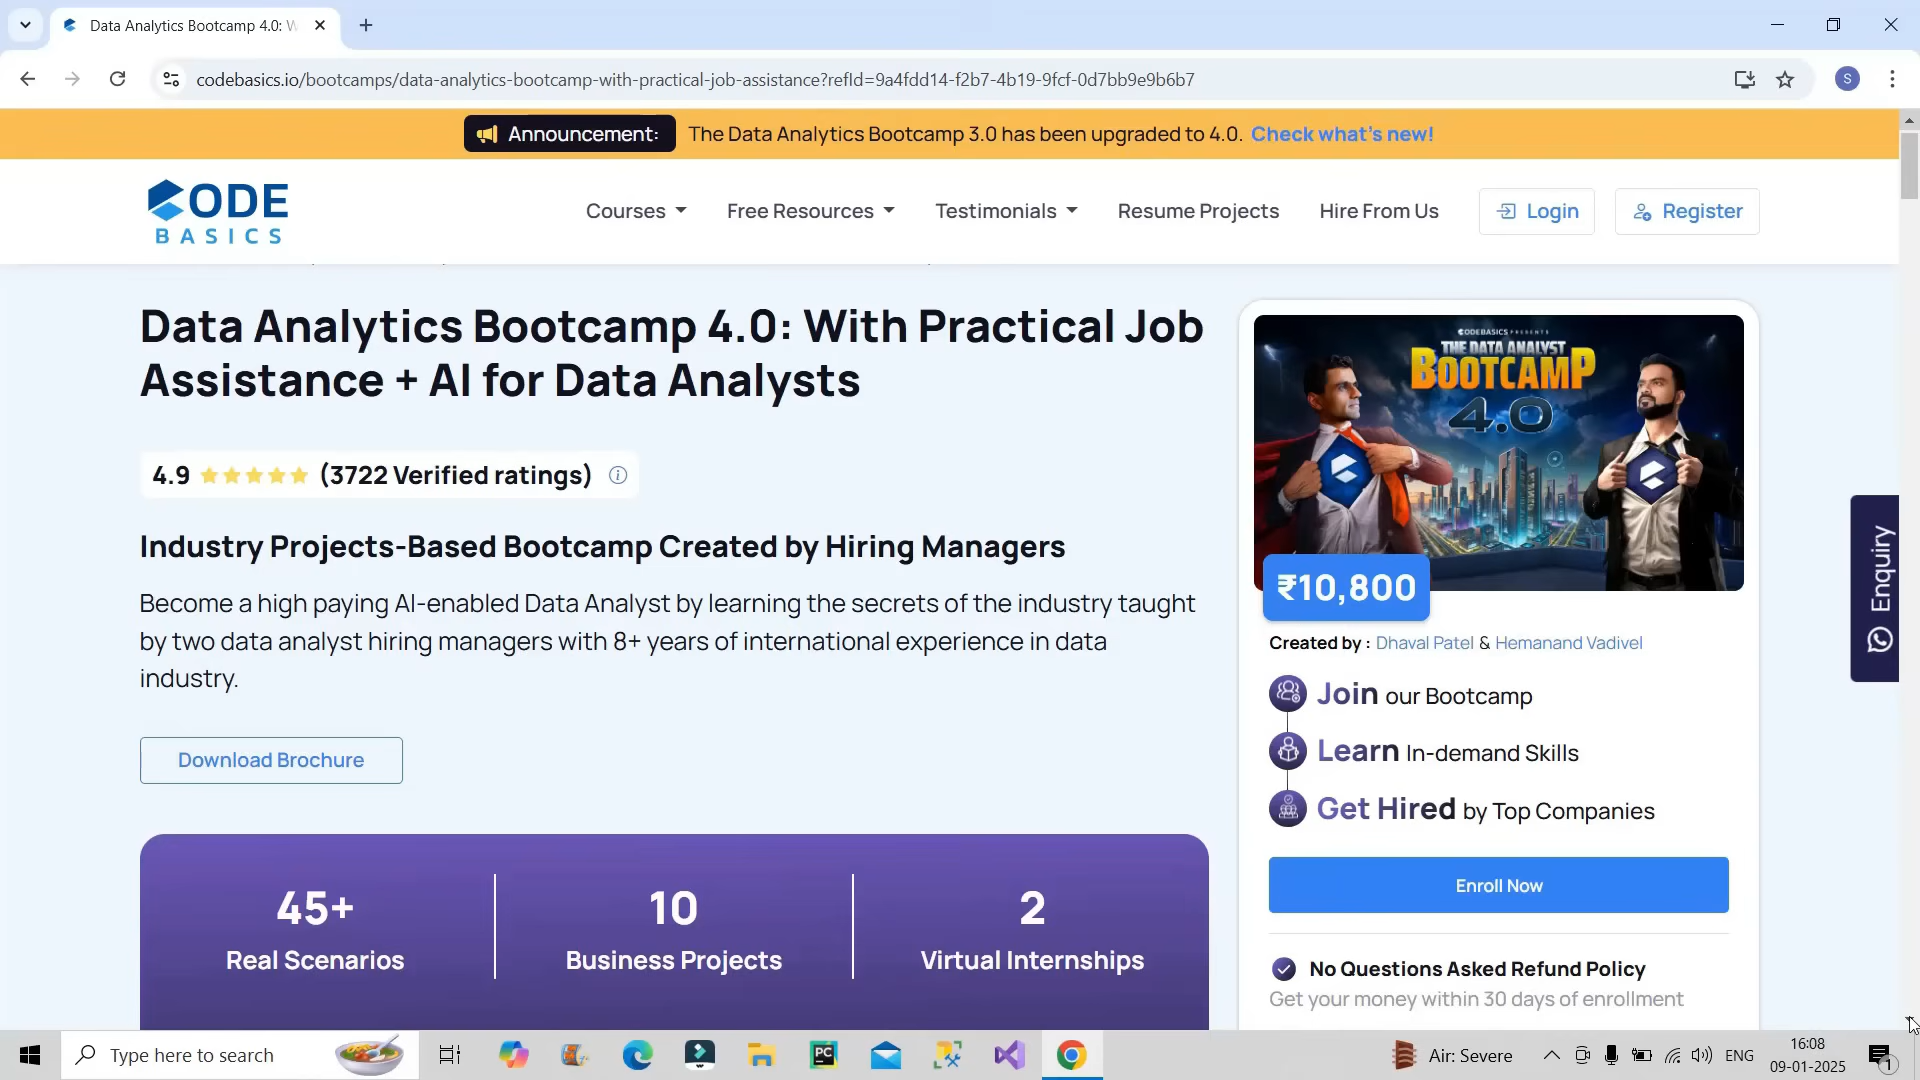 Data Analytics Bootcamp 4.0: W
codebasics.io/bootcamps/data-analytics-bootcamp-with-practical-job-assistance?refId=9a4fdd14-f2b7-4b19-9fcf-0d7bb9e9b6b7
S
Announcement: The Data Analytics Bootcamp 3.0 has been upgraded to 4.0. Check what's new!
CODE
BASICS
Courses Free Resources Testimonials Resume Projects Hire From Us Login Register
Data Analytics Bootcamp 4.0: With Practical Job
Assistance + AI for Data Analysts
4.9 (3722 Verified ratings)
Industry Projects-Based Bootcamp Created by Hiring Managers
Become a high paying AI-enabled Data Analyst by learning the secrets of the industry taught
by two data analyst hiring managers with 8+ years of international experience in data
industry.
Download Brochure
45+
Real Scenarios
10
Business Projects
2
Virtual Internships
CODEBASICS PRESENTS
THE DATA ANALYST
BOOTCAMP
4.0
₹10,800
Created by : Dhaval Patel & Hemanand Vadivel
Join our Bootcamp
Learn In-demand Skills
Get Hired by Top Companies
Enroll Now
No Questions Asked Refund Policy
Get your money within 30 days of enrollment
Enquiry
Type here to search
PC
Air: Severe
ENG
16:08
09-01-2025
1